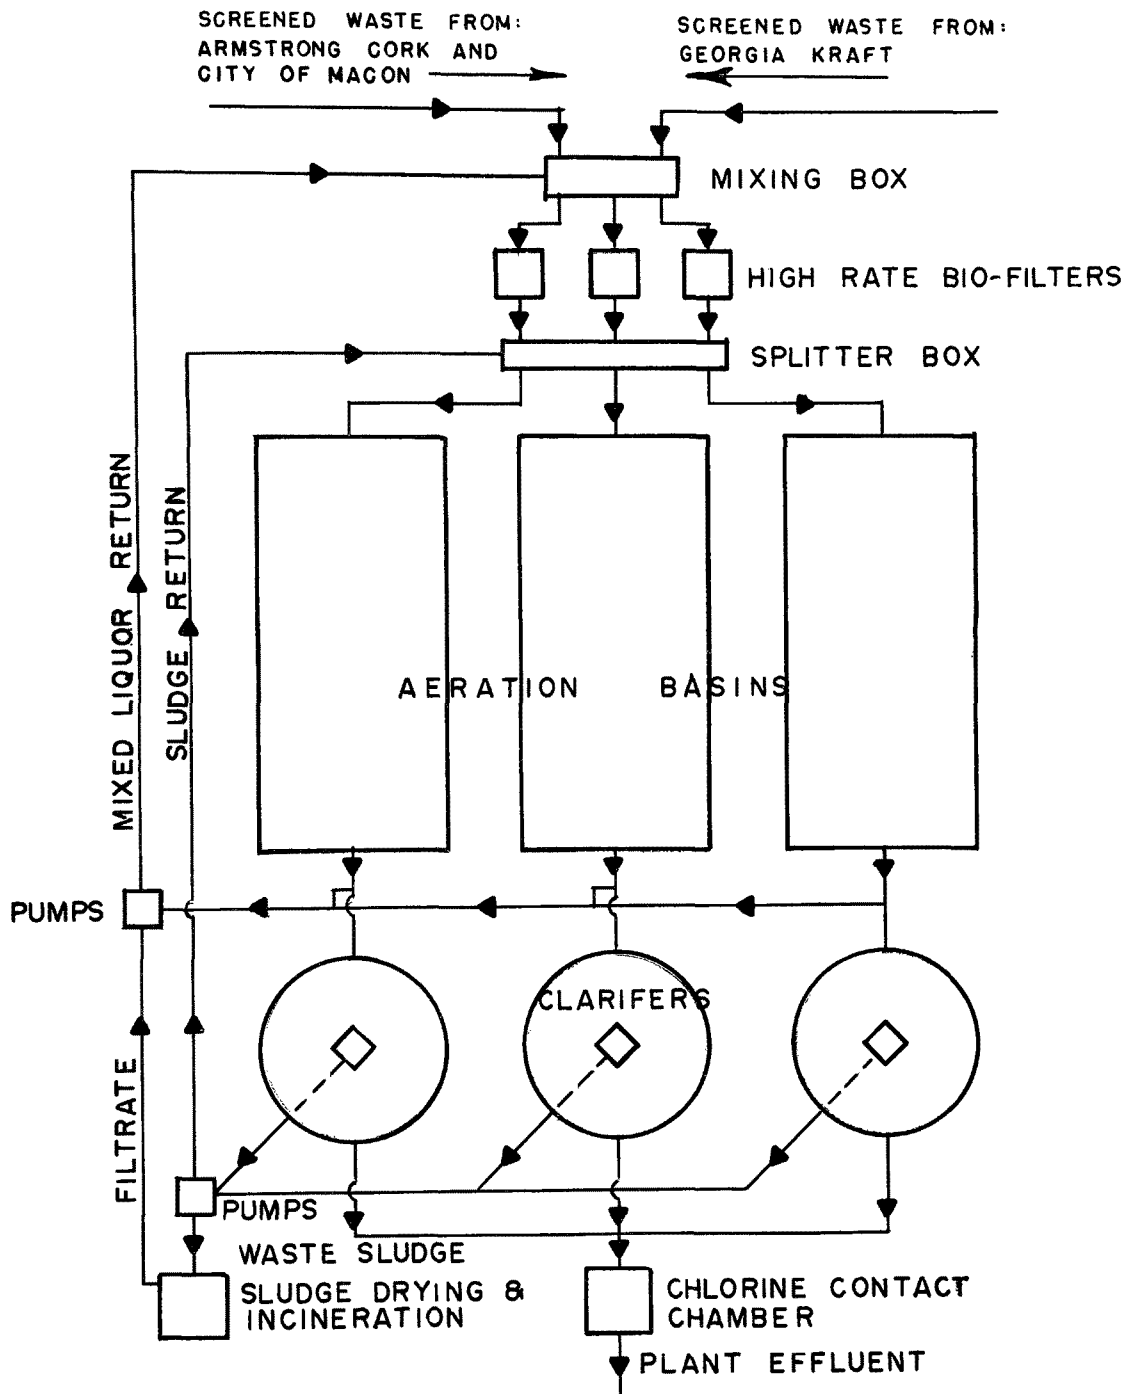 SCREENED WASTE FROM:
ARMSTRONG CORK AND
CITY OF MACON
SCREENED WASTE FROM:
GEORGIA KRAFT
MIXING BOX
HIGH RATE BIO-FILTERS
SPLITTER BOX
MIXED LIQUOR RETURN
SLUDGE RETURN
AERATION BASINS
PUMPS
CLARIFERS
FILTRATE
PUMPS
WASTE SLUDGE
SLUDGE DRYING &
INCINERATION
CHLORINE CONTACT
CHAMBER
PLANT EFFLUENT